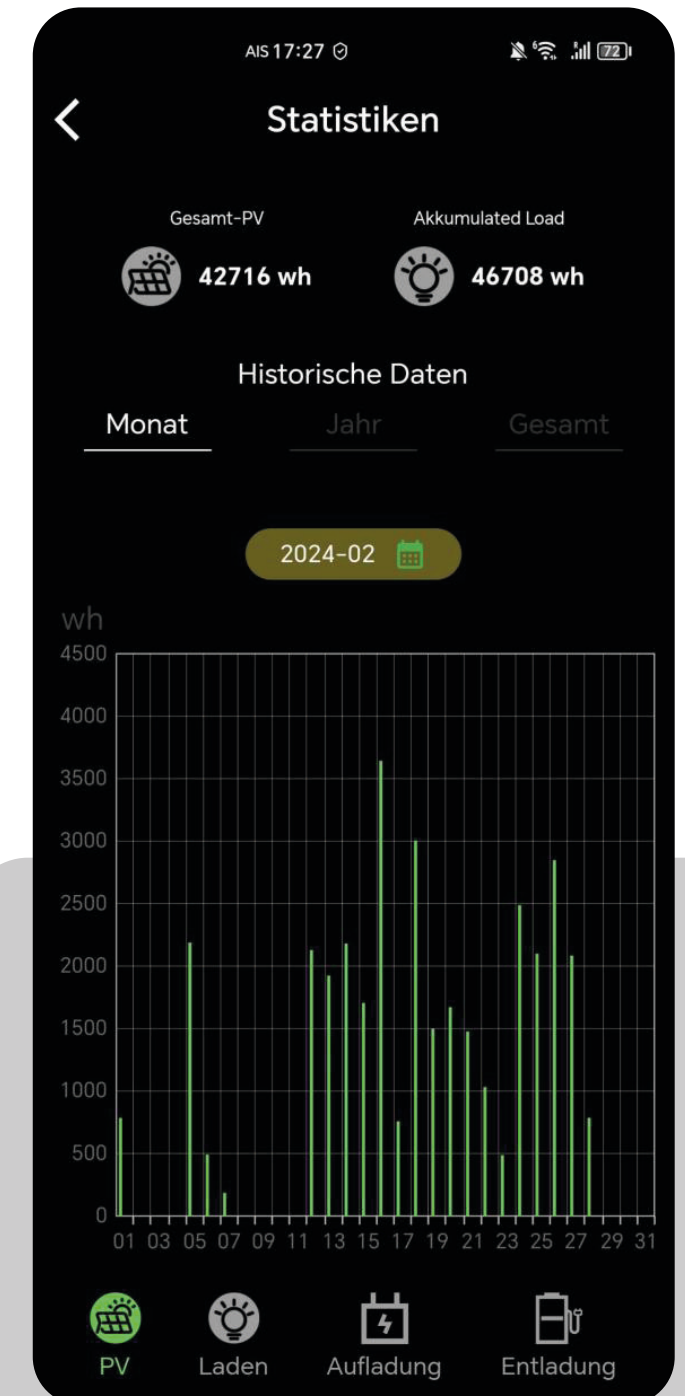 AIS 17:27 72
Statistiken
Gesamt-PV Akkumulated Load
42716 wh 46708 wh
Historische Daten
Monat Jahr Gesamt
2024-02
wh
4500
4000
3500
3000
2500
2000
1500
1000
500
0
01 03 05 07 09 11 13 15 17 19 21 23 25 27 29 31
PV Laden Aufladung Entladung